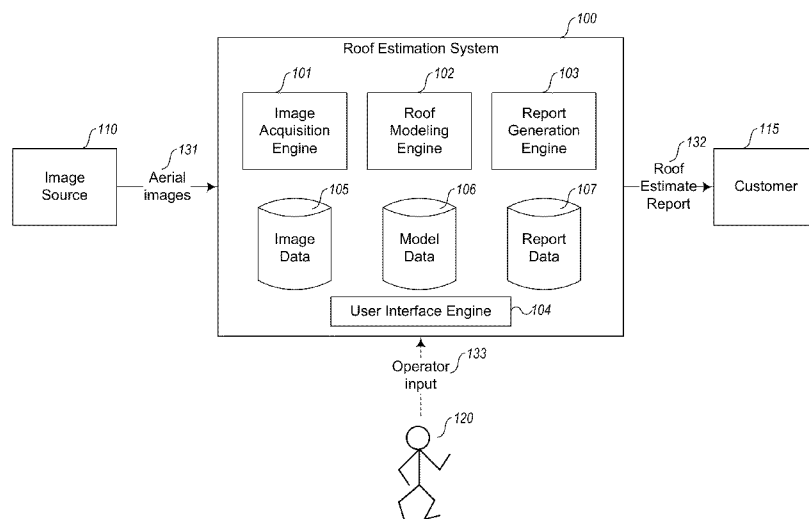 100
Roof Estimation System
101
102
103
Image
Acquisition
Engine
Roof
Modeling
Engine
Report
Generation
Engine
110
Image
Source
131
Aerial
images
132
Roof
Estimate
Report
115
Customer
105
Image
Data
106
Model
Data
107
Report
Data
User Interface Engine
104
Operator
input
133
120